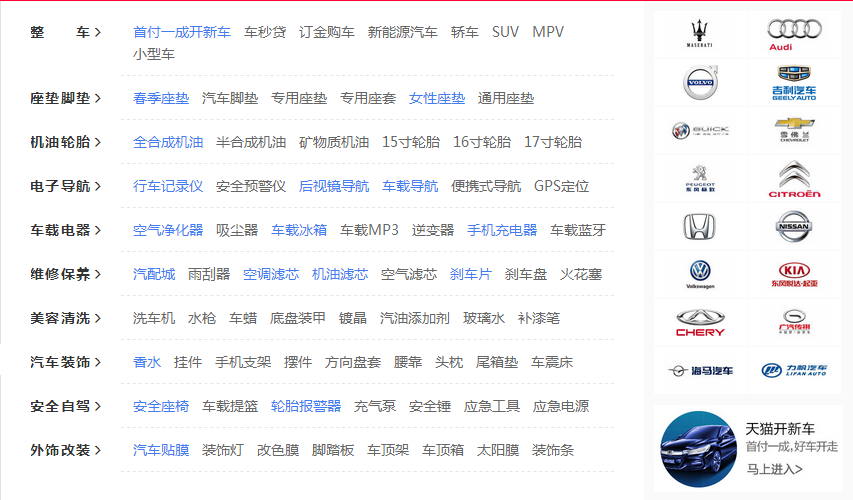 整 车 > 首付一成开新车 车秒贷 订金购车 新能源汽车 轿车 SUV MPV
小型车
座垫脚垫 > 春季座垫 汽车脚垫 专用座垫 专用座套 女性座垫 通用座垫
机油轮胎 > 全合成机油 半合成机油 矿物质机油 15寸轮胎 16寸轮胎 17寸轮胎
电子导航 > 行车记录仪 安全预警仪 后视镜导航 车载导航 便携式导航 GPS定位
车载电器 > 空气净化器 吸尘器 车载冰箱 车载MP3 逆变器 手机充电器 车载蓝牙
维修保养 > 汽配城 雨刮器 空调滤芯 机油滤芯 空气滤芯 刹车片 刹车盘 火花塞
美容清洗 > 洗车机 水枪 车蜡 底盘装甲 镀晶 汽油添加剂 玻璃水 补漆笔
汽车装饰 > 香水 挂件 手机支架 摆件 方向盘套 腰靠 头枕 尾箱垫 车震床
安全自驾 > 安全座椅 车载提篮 轮胎报警器 充气泵 安全锤 应急工具 应急电源
外饰改装 > 汽车贴膜 装饰灯 改色膜 脚踏板 车顶架 车顶箱 太阳膜 装饰条
MASERATI
Audi
VOLVO
吉利汽车
GEELY AUTO
BUICK
雪佛兰
CHEVROLET
PEUGEOT
东风标致
CITROËN
NISSAN
Volkswagen
KIA
东风悦达·起亚
CHERY
广汽传祺
海马汽车
力帆汽车
LIFAN AUTO
天猫开新车
首付一成,好车开走
马上进入>